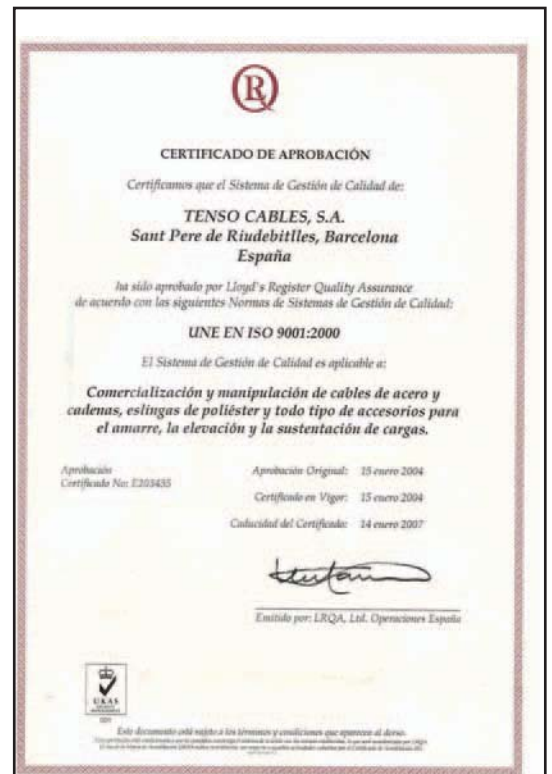 RQ
CERTIFICADO DE APROBACIÓN
Certificamos que el Sistema de Gestión de Calidad de:
TENSO CABLES, S.A.
Sant Pere de Riudebitlles, Barcelona
España
ha sido aprobado por Lloyd's Register Quality Assurance
de acuerdo con las siguientes Normas de Sistemas de Gestión de Calidad:
UNE EN ISO 9001:2000
El Sistema de Gestión de Calidad es aplicable a:
Comercialización y manipulación de cables de acero y
cadenas, eslingas de poliéster y todo tipo de accesorios para
el amarre, la elevación y la sustentación de cargas.
Aprobación
Certificado No: E203435
Aprobación Original: 15 enero 2004
Certificado en Vigor: 15 enero 2004
Caducidad del Certificado: 14 enero 2007
Emitido por: LRQA, Ltd. Operaciones España
UKAS
Este documento está sujeto a los términos y condiciones que aparecen al dorso.